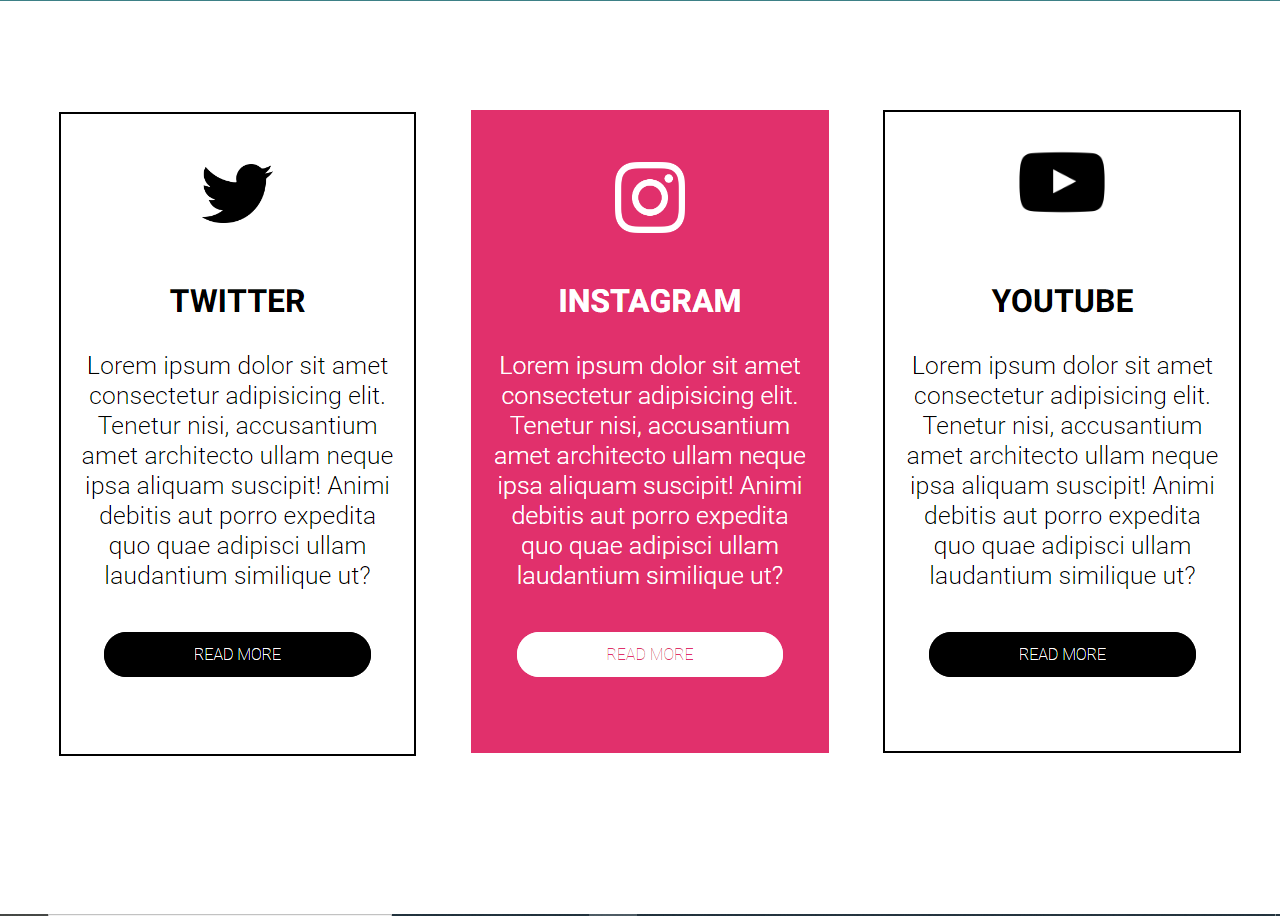 TWITTER
Lorem ipsum dolor sit amet
consectetur adipisicing elit.
Tenetur nisi, accusantium
amet architecto ullam neque
ipsa aliquam suscipit! Animi
debitis aut porro expedita
quo quae adipisci ullam
laudantium similique ut?
READ MORE
INSTAGRAM
Lorem ipsum dolor sit amet
consectetur adipisicing elit.
Tenetur nisi, accusantium
amet architecto ullam neque
ipsa aliquam suscipit! Animi
debitis aut porro expedita
quo quae adipisci ullam
laudantium similique ut?
READ MORE
YOUTUBE
Lorem ipsum dolor sit amet
consectetur adipisicing elit.
Tenetur nisi, accusantium
amet architecto ullam neque
ipsa aliquam suscipit! Animi
debitis aut porro expedita
quo quae adipisci ullam
laudantium similique ut?
READ MORE